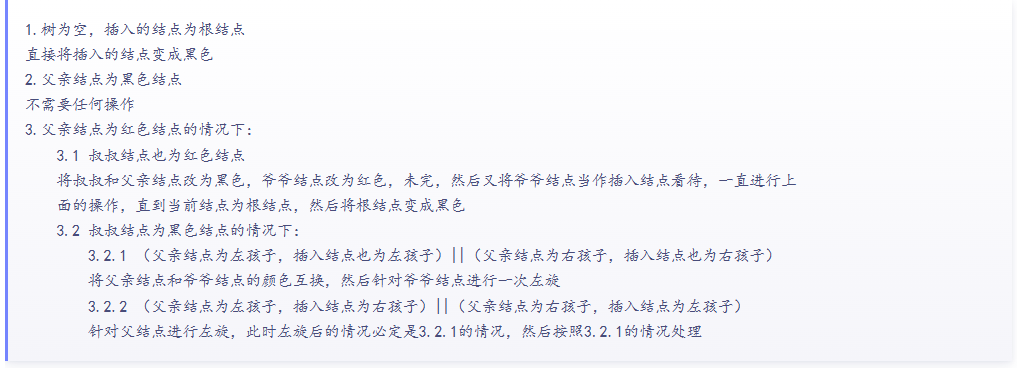 1.树为空，插入的结点为根结点
直接将插入的结点变成黑色
2.父亲结点为黑色结点
不需要任何操作
3.父亲结点为红色结点的情况下：
3.1 叔叔结点也为红色结点
将叔叔和父亲结点改为黑色，爷爷结点改为红色，未完，然后又将爷爷结点当作插入结点看待，一直进行上
面的操作，直到当前结点为根结点，然后将根结点变成黑色
3.2 叔叔结点为黑色结点的情况下：
3.2.1 （父亲结点为左孩子，插入结点也为左孩子）||（父亲结点为右孩子，插入结点也为右孩子）
将父亲结点和爷爷结点的颜色互换，然后针对爷爷结点进行一次左旋
3.2.2 （父亲结点为左孩子，插入结点为右孩子）||（父亲结点为右孩子，插入结点为左孩子）
针对父结点进行左旋，此时左旋后的情况必定是3.2.1的情况，然后按照3.2.1的情况处理